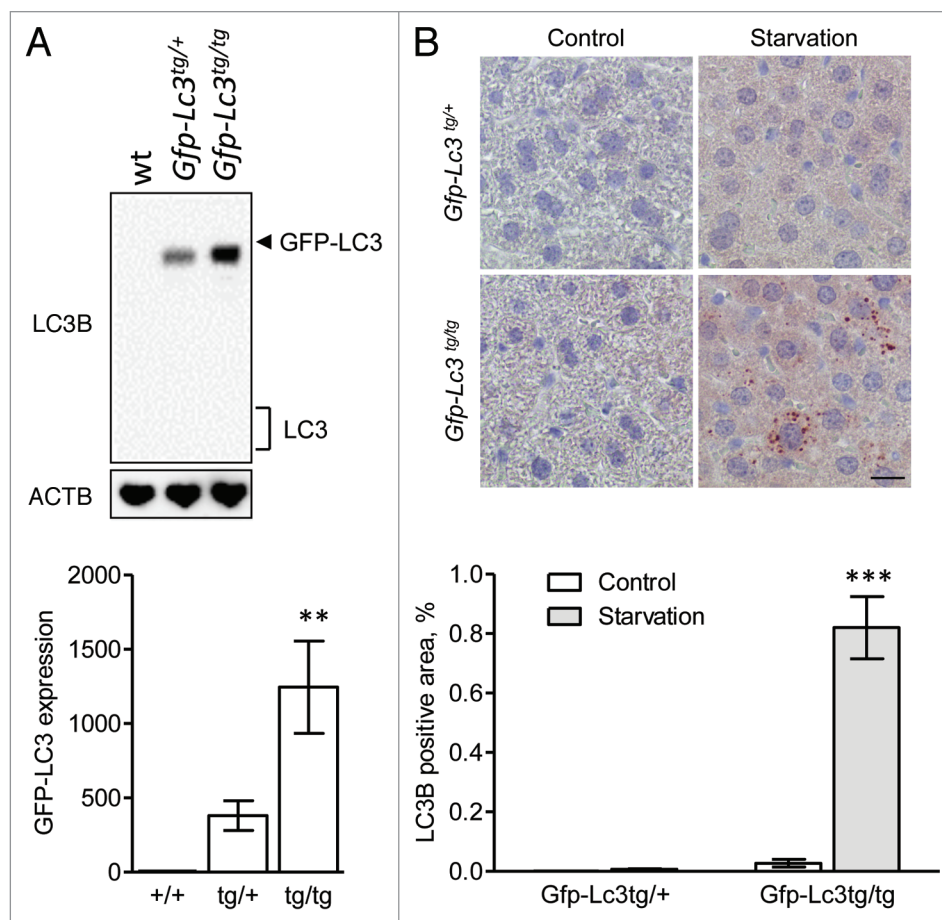 A
wt
Gfp-Lc3tg/+
Gfp-Lc3tg/tg
GFP-LC3
LC3B
LC3
ACTB
2000
1500
1000
500
0
GFP-LC3 expression
**
+/+ tg/+ tg/tg
B
Control Starvation
Gfp-Lc3 tg/+
Gfp-Lc3 tg/tg
1.0
0.8
0.6
0.4
0.2
0.0
LC3B positive area, %
Control
Starvation
***
Gfp-Lc3tg/+ Gfp-Lc3tg/tg